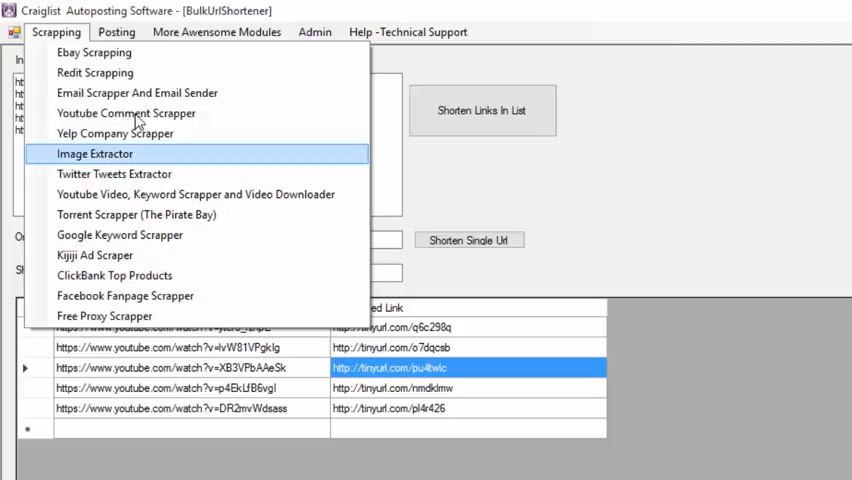 Craiglist Autoposting Software - [BulkUrlShortener]
Scrapping Posting More Awensome Modules Admin Help -Technical Support
Ebay Scrapping
Redit Scrapping
Email Scrapper And Email Sender
Youtube Comment Scrapper
Yelp Company Scrapper
Image Extractor
Twitter Tweets Extractor
Youtube Video, Keyword Scrapper and Video Downloader
Torrent Scrapper (The Pirate Bay)
Google Keyword Scrapper
Kijiji Ad Scraper
ClickBank Top Products
Facebook Fanpage Scrapper
Free Proxy Scrapper
Shorten Links In List
Shorten Single Url
ed Link
http://tinyurl.com/q6c298q
https://www.youtube.com/watch?v=lvW81VPgkIg http://tinyurl.com/o7dqcsb
https://www.youtube.com/watch?v=XB3VPbAAeSk http://tinyurl.com/pu4twlc
https://www.youtube.com/watch?v=p4EkLfB6vgI http://tinyurl.com/nmdklmw
https://www.youtube.com/watch?v=DR2mvWdsass http://tinyurl.com/pl4r426